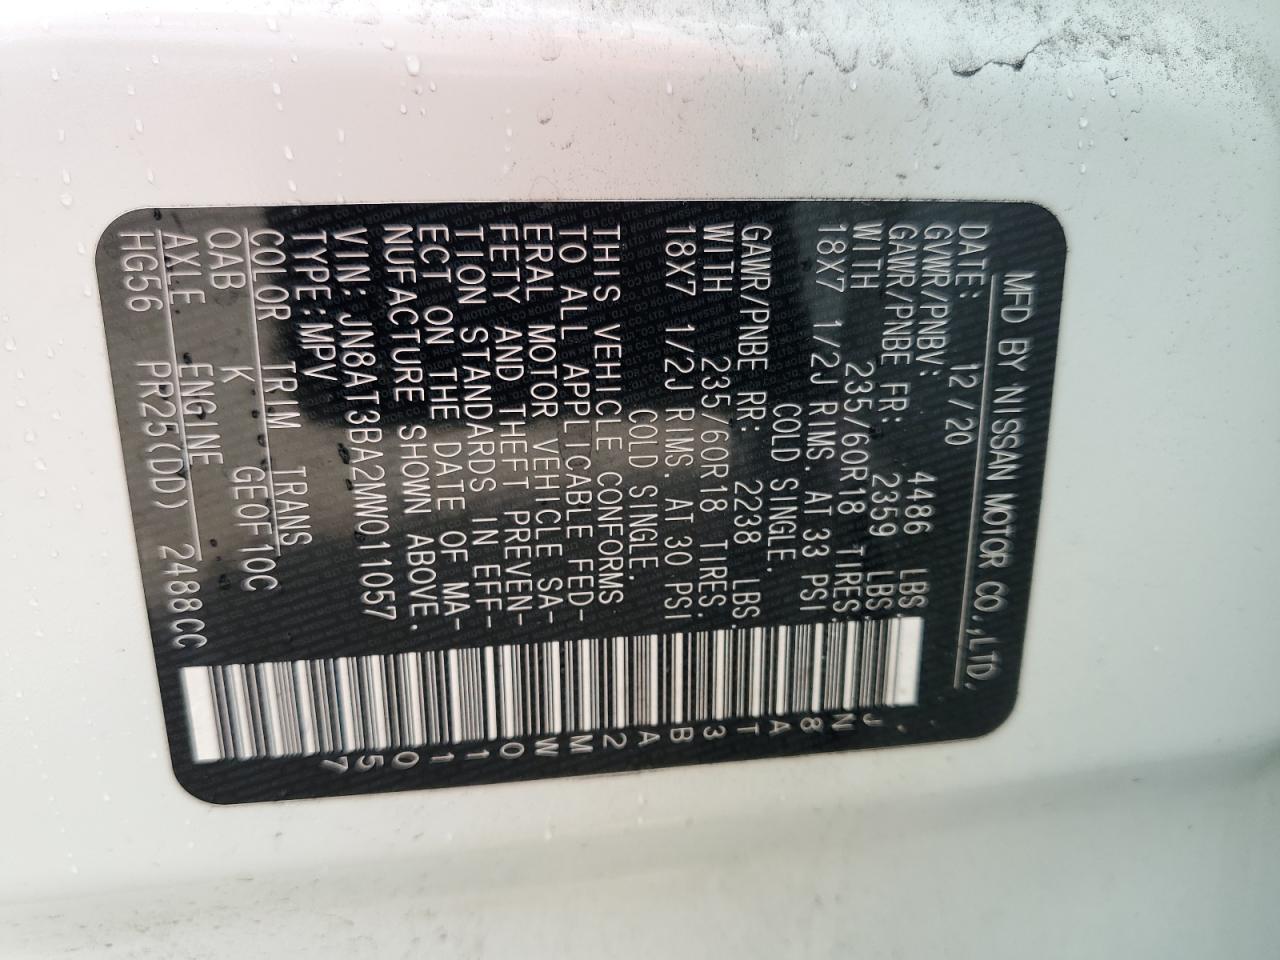 MFD BY NISSAN MOTOR CO.,LTD.
DATE: 12/20
GVWR/PNBV: 4486 LBS.
GAWR/PNBE FR: 2359 LBS.
WITH 235/60R18 TIRES.
18X7 1/2J RIMS. AT 33 PSI
COLD SINGLE.
GAWR/PNBE RR: 2238 LBS.
WITH 235/60R18 TIRES.
18X7 1/2J RIMS. AT 30 PSI
COLD SINGLE.
THIS VEHICLE CONFORMS
TO ALL APPLICABLE FED-
ERAL MOTOR VEHICLE SA-
FETY AND THEFT PREVEN-
TION STANDARDS IN EFF-
ECT ON THE DATE OF MA-
NUFACTURE SHOWN ABOVE.
VIN: JN8AT3BA2MW011057
TYPE:MPV
COLOR TRIM TRANS
QAB K GEOF10C
AXLE ENGINE
HG56 PR25(DD) 2488CC
JN8AT3BA2MW011057